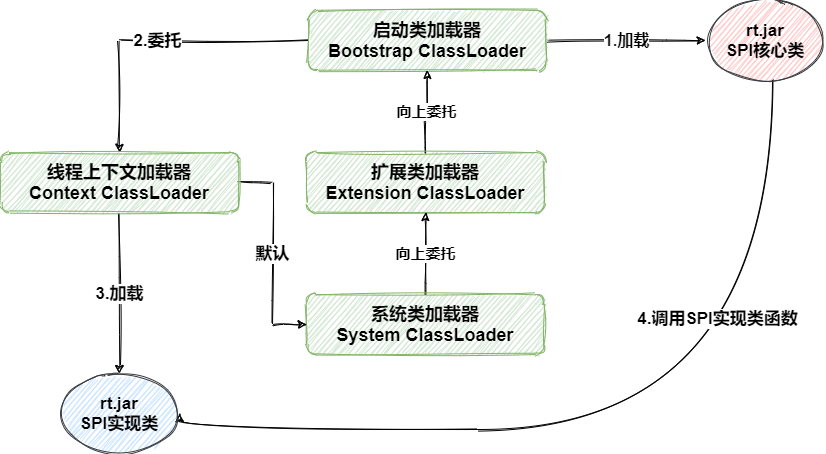 启动类加载器
Bootstrap ClassLoader
2.委托
1.加载
rt.jar
SPI核心类
向上委托
线程上下文加载器
Context ClassLoader
扩展类加载器
Extension ClassLoader
默认
向上委托
3.加载
系统类加载器
System ClassLoader
4.调用SPI实现类函数
rt.jar
SPI实现类